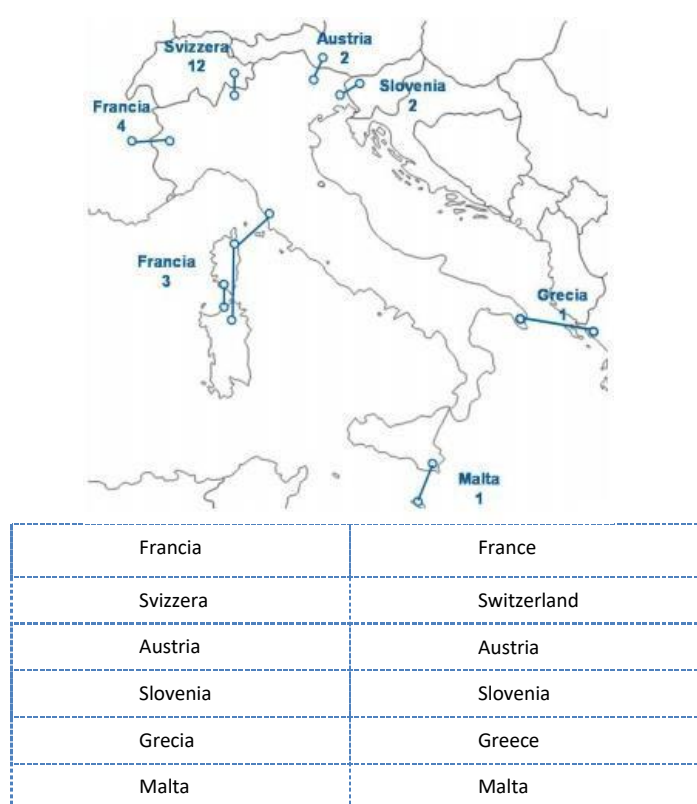 Svizzera
12
Austria
2
Slovenia
2
Francia
4
Francia
3
Grecia
1
Malta
1
Francia France
Svizzera Switzerland
Austria Austria
Slovenia Slovenia
Grecia Greece
Malta Malta